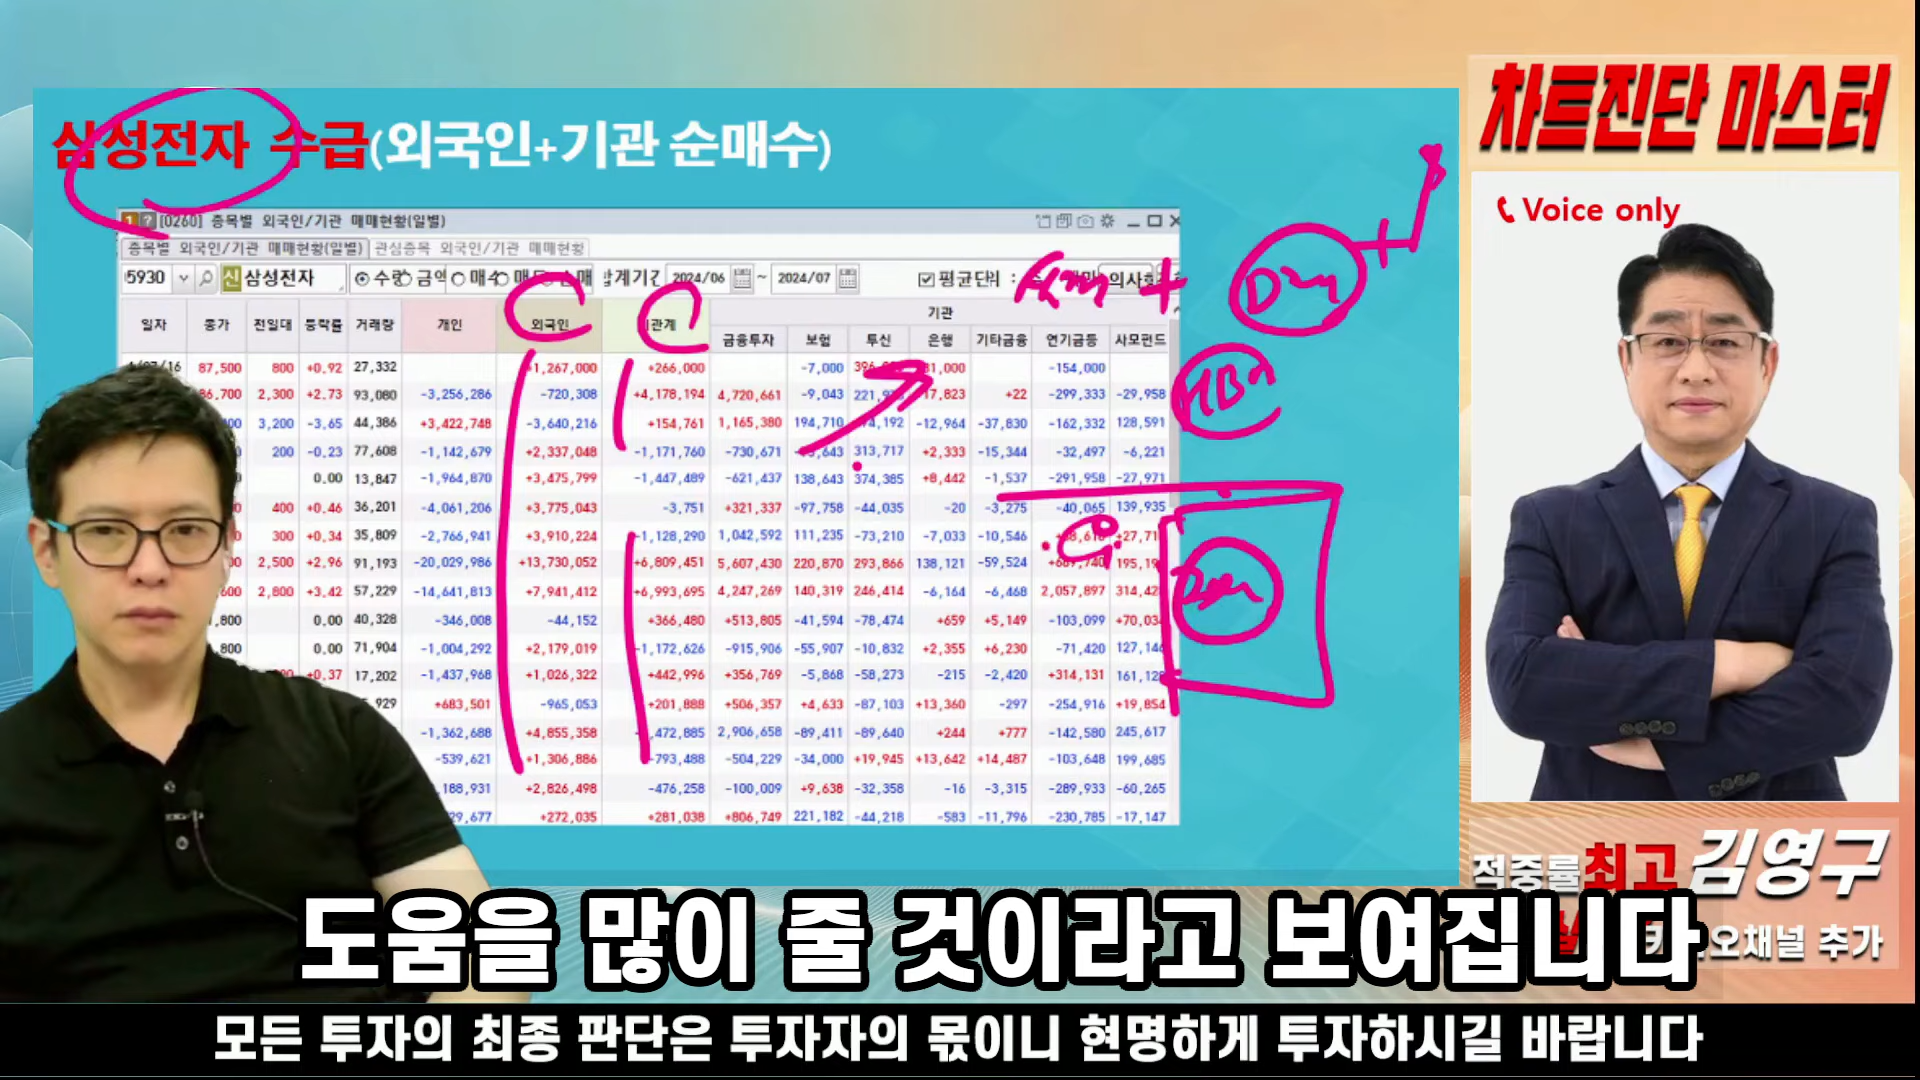 차트진단 마스터
삼성전자 수급(외국인+기관 순매수)
Voice only
[0260] 종목별 외국인/기관 매매현황(일별)
종목별 외국인/기관 매매현황(일별) 관심종목 외국인/기관 매매현황
5930 신 삼성전자 2024/06 ~ 2024/07 평균단
일자 종가 전일대 등락률 거래량 개인 외국인 관계 기관
금융투자 보험 투신 은행 기타금융 연기금등 사모펀드
87,500 800 +0.92 27,332 1,267,000 +266,000 -7,000 -154,000
2,300 +2.73 93,080 -3,256,286 -720,308 +4,178,194 4,720,661 -9,043 +22 -299,333 -29,958
3,200 -3.65 44,386 +3,422,748 -3,640,216 +154,761 1,165,380 194,710 -12,964 -37,830 -162,332 128,591
200 -0.23 77,608 -1,142,679 +2,337,048 -1,171,760 -730,671 313,717 +2,333 -15,344 -32,497 -6,221
0.00 13,847 -1,964,870 +3,475,799 -1,447,489 -621,437 138,643 374,385 +8,442 -1,537 -291,958 -27,971
400 +0.46 36,201 -4,061,206 +3,775,043 -3,751 +321,337 -97,758 -44,035 -20 -3,275 -40,065 139,935
300 +0.34 35,809 -2,766,941 +3,910,224 -1,128,290 1,042,592 111,235 -73,210 -7,033 -10,546
2,500 +2.96 91,193 -20,029,986 +13,730,052 +6,809,451 5,607,430 220,870 293,866 138,121 -59,524
2,800 +3.42 57,229 -14,641,813 +7,941,412 +6,993,695 4,247,269 140,319 246,414 -6,164 -6,468 2,057,897
0.00 40,328 -346,008 -44,152 +366,480 +513,805 -41,594 -78,474 +659 +5,149 -103,099
0.00 71,904 -1,004,292 +2,179,019 -1,172,626 -915,906 -55,907 -10,832 +2,355 +6,230 -71,420
+0.37 17,202 -1,437,968 +1,026,322 +442,996 +356,769 -5,868 -58,273 -215 -2,420 +314,131
+683,501 -965,053 +201,888 +506,357 +4,633 -87,103 +13,360 -297 -254,916 +19,854
-1,362,688 +4,855,358 2,906,658 -89,411 -89,640 +244 +777 -142,580 245,617
-539,621 +1,306,886 -793,488 -504,229 -34,000 +19,945 +13,642 +14,487 -103,648 199,685
188,931 +2,826,498 -476,258 -100,009 +9,638 -32,358 -16 -3,315 -289,933 -60,265
+272,035 +281,038 +806,749 221,182 -44,218 -583 -11,796 -230,785 -17,147
적중률최고 김영구
오채널 추가
도움을 많이 줄 것이라고 보여집니다
모든 투자의 최종 판단은 투자자의 몫이니 현명하게 투자하시길 바랍니다